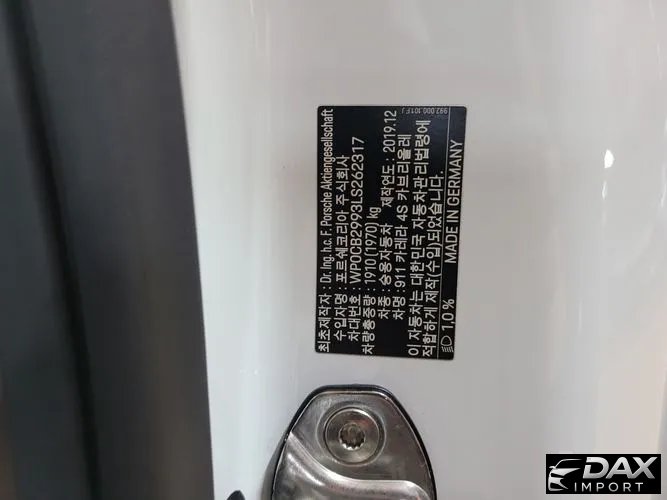 992.000.101.FJ
최초제작자 : Dr. Ing. h.c. F. Porsche Aktiengesellschaft
수입자명 : 포르쉐코리아 주식회사
차대번호 : WP0CB2993LS262317
차량총중량 : 1910 (1970) kg
차종 : 승용자동차 제작연도 : 2019.12
차명 : 911 카레라 4S 카브리올레
이 자동차는 대한민국 자동차관리법령에
적합하게 제작(수입)되었습니다.
1,0 % MADE IN GERMANY
DAX
IMPORT